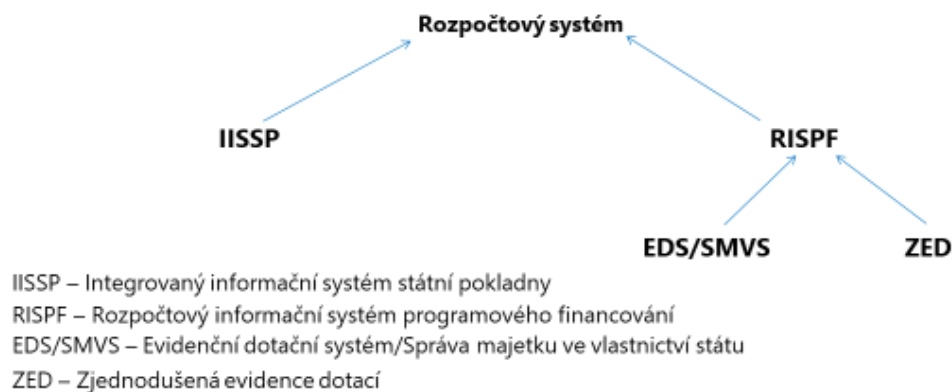 Rozpočtový systém
IISSP
RISPF
EDS/SMVS
ZED
IISSP – Integrovaný informační systém státní pokladny
RISPF – Rozpočtový informační systém programového financování
EDS/SMVS – Evidenční dotační systém/Správa majetku ve vlastnictví státu
ZED – Zjednodušená evidence dotací